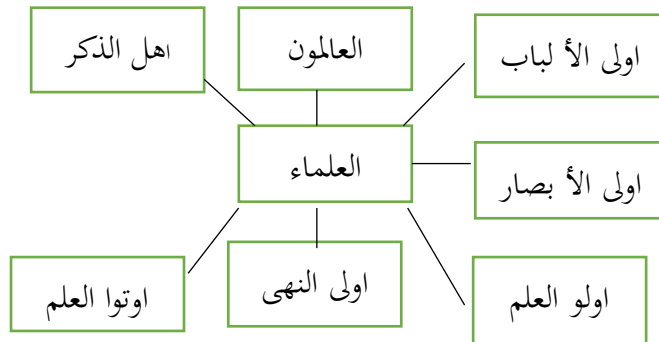 اولى الأ لباب
العالمون
اهل الذكر
العلماء
اولى الأ بصار
اولو العلم
اولى النهى
اوتوا العلم